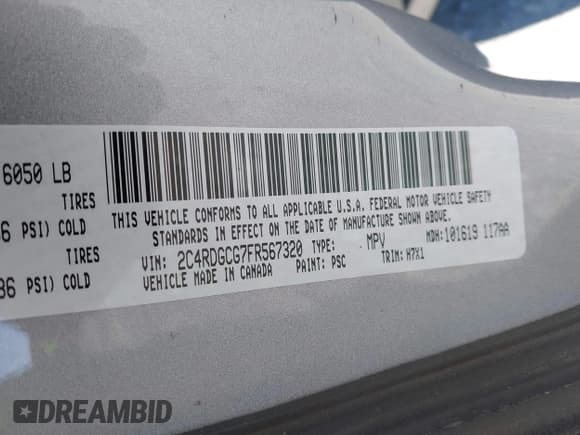 6050 LB
TIRES
36 PSI) COLD
TIRES
36 PSI) COLD
THIS VEHICLE CONFORMS TO ALL APPLICABLE U.S.A. FEDERAL MOTOR VEHICLE SAFETY
STANDARDS IN EFFECT ON THE DATE OF MANUFACTURE SHOWN ABOVE.
VIN: 2C4RDGCG7FR567320 TYPE: MPV MDH:101619 117AA
VEHICLE MADE IN CANADA PAINT: PSC TRIM: H7X1
DREAMBID